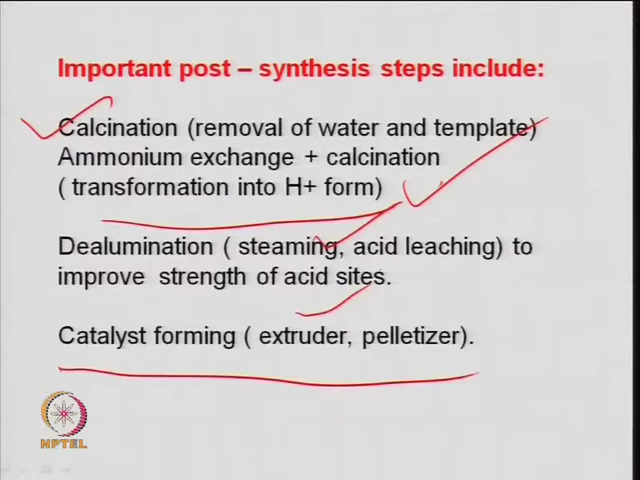 Important post – synthesis steps include:
Calcination (removal of water and template)
Ammonium exchange + calcination
( transformation into H+ form)
Dealumination ( steaming, acid leaching) to
improve strength of acid sites.
Catalyst forming ( extruder, pelletizer).
NPTEL